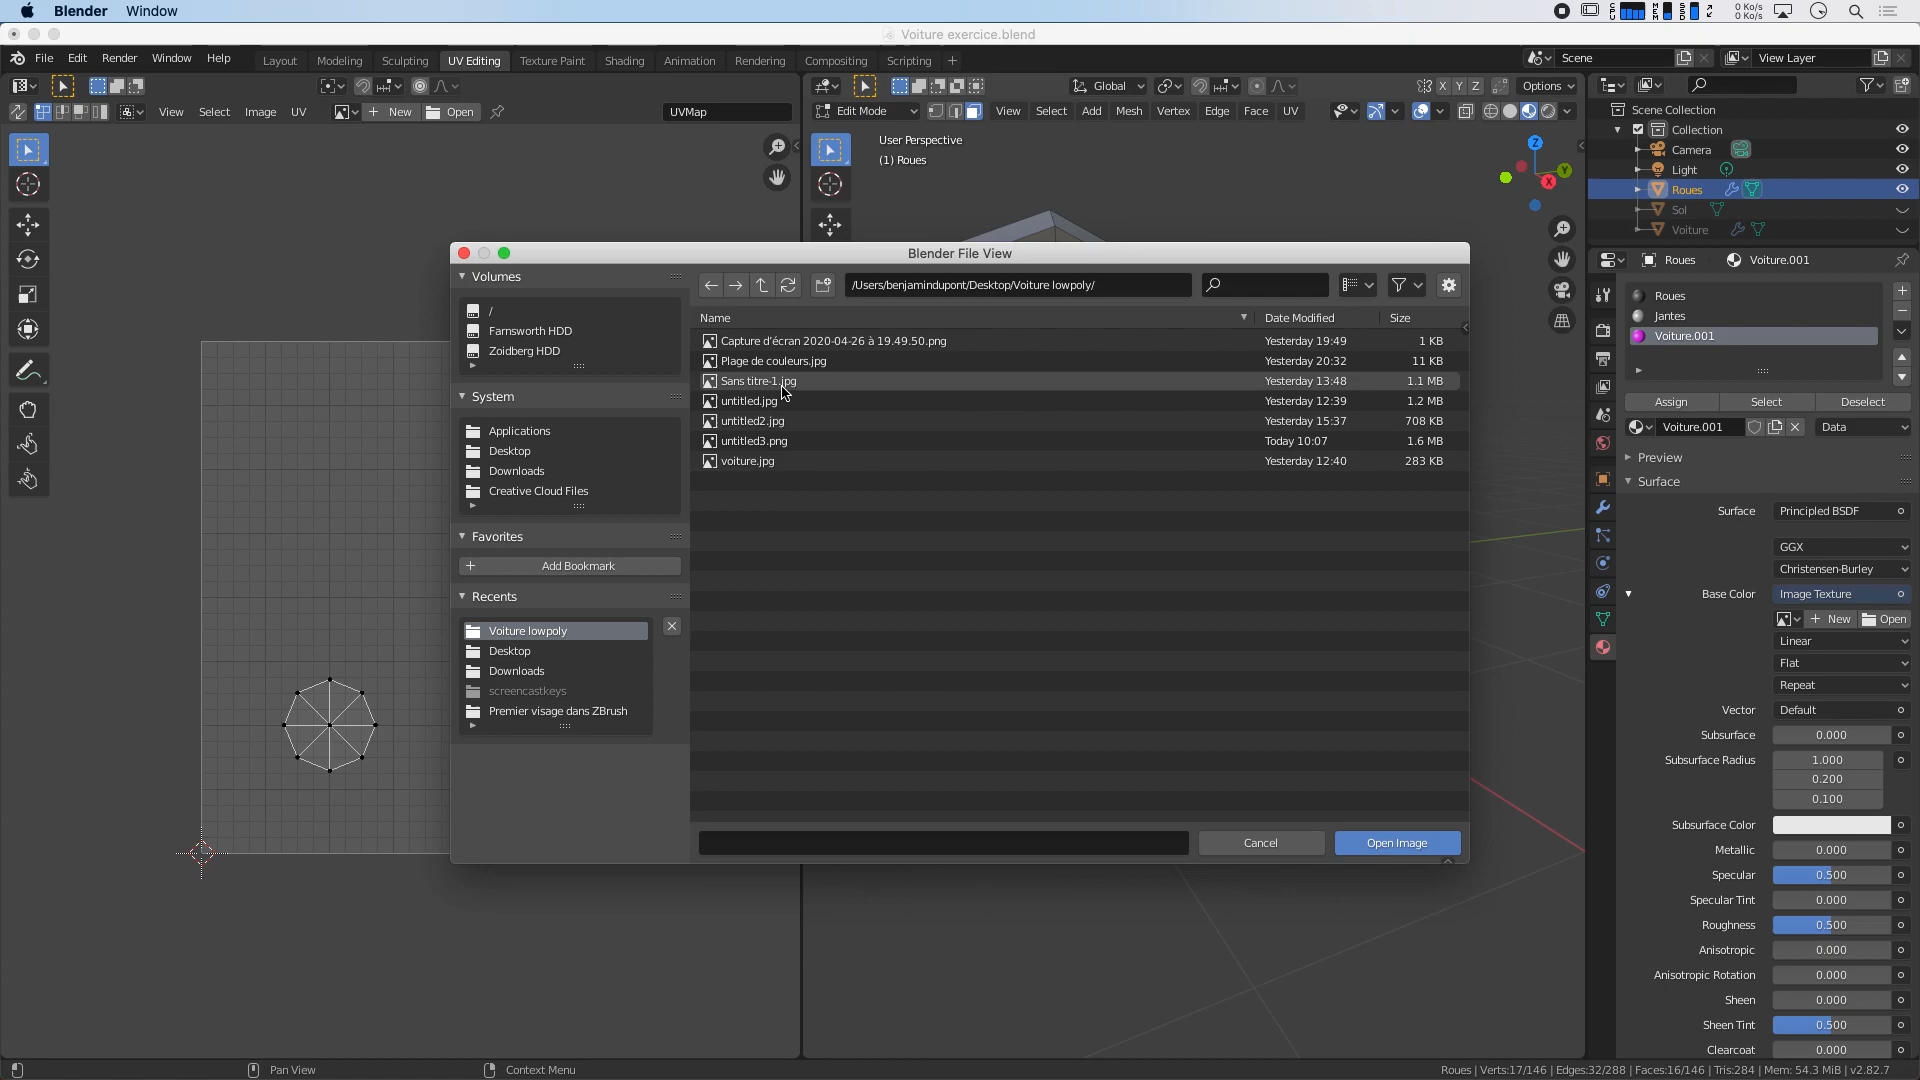 Blender Window
0 Ko/s
0 Ko/s
Voiture exercice.blend
File Edit Render Window Help Layout Modeling Sculpting UV Editing Texture Paint Shading Animation Rendering Compositing Scripting + Scene View Layer
Global X Y Z Options
View Select Image UV + New Open UVMap Edit Mode View Select Add Mesh Vertex Edge Face UV
User Perspective
(1) Roues
Z
Y
X
Scene Collection
Collection
Camera
Light
Roues
Sol
Voiture
Blender File View
Volumes
/
Farnsworth HDD
Zoidberg HDD
System
Applications
Desktop
Downloads
Creative Cloud Files
Favorites
+ Add Bookmark
Recents
Voiture lowpoly
Desktop
Downloads
screencastkeys
Premier visage dans ZBrush
/Users/benjamindupont/Desktop/Voiture lowpoly/
Name Date Modified Size
Capture d'écran 2020-04-26 à 19.49.50.png Yesterday 19:49 1 KB
Plage de couleurs.jpg Yesterday 20:32 11 KB
Sans titre-1.jpg Yesterday 13:48 1.1 MB
untitled.jpg Yesterday 12:39 1.2 MB
untitled2.jpg Yesterday 15:37 708 KB
untitled3.png Today 10:07 1.6 MB
voiture.jpg Yesterday 12:40 283 KB
Cancel Open Image
Roues Voiture.001
Roues
Jantes
Voiture.001
Assign Select Deselect
Voiture.001 Data
Preview
Surface
Surface Principled BSDF
GGX
Christensen-Burley
Base Color Image Texture
+ New Open
Linear
Flat
Repeat
Vector Default
Subsurface 0.000
Subsurface Radius 1.000
0.200
0.100
Subsurface Color
Metallic 0.000
Specular 0.500
Specular Tint 0.000
Roughness 0.500
Anisotropic 0.000
Anisotropic Rotation 0.000
Sheen 0.000
Sheen Tint 0.500
Clearcoat 0.000
Pan View Context Menu Roues | Verts:17/146 | Edges:32/288 | Faces:16/146 | Tris:284 | Mem: 54.3 MiB | v2.82.7